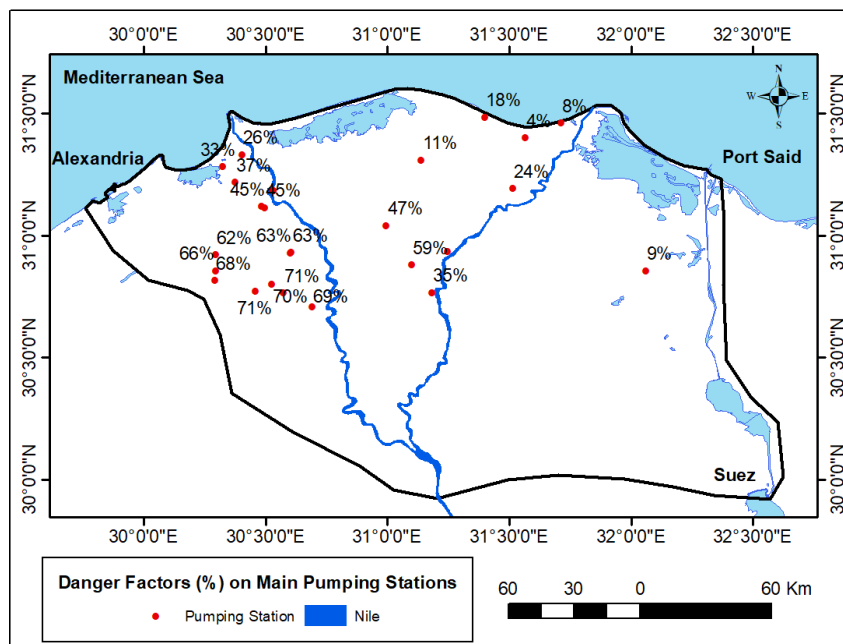 30°0'0"E 30°30'0"E 31°0'0"E 31°30'0"E 32°0'0"E 32°30'0"E
Mediterranean Sea
N
W E
S
31°30'0"N 31°30'0"N
18%
8%
4%
26%
33%
11%
Alexandria
Port Said
37%
24%
45% 45%
47%
31°0'0"N 31°0'0"N
62% 63% 63%
66%
59%
9%
68%
71%
35%
70% 69%
71%
30°30'0"N 30°30'0"N
Suez
30°0'0"N 30°0'0"N
30°0'0"E 30°30'0"E 31°0'0"E 31°30'0"E 32°0'0"E 32°30'0"E
Danger Factors (%) on Main Pumping Stations
Pumping Station Nile
60 30 0 60 Km